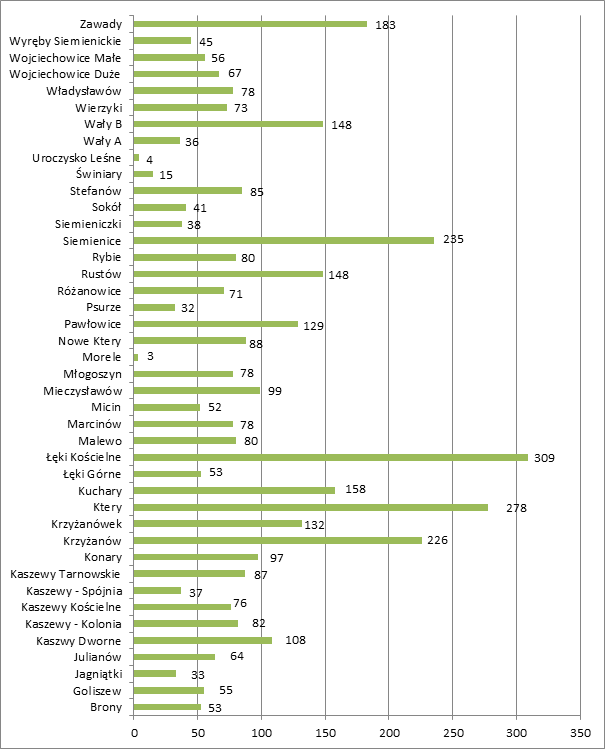 Zawady 183
Wyręby Siemienickie 45
Wojciechowice Małe 56
Wojciechowice Duże 67
Władysławów 78
Wierzyki 73
Wały B 148
Wały A 36
Uroczysko Leśne 4
Świniary 15
Stefanów 85
Sokół 41
Siemieniczki 38
Siemienice 235
Rybie 80
Rustów 148
Różanowice 71
Psurze 32
Pawłowice 129
Nowe Ktery 88
Morele 3
Młogoszyn 78
Mieczysławów 99
Micin 52
Marcinów 78
Malewo 80
Łęki Kościelne 309
Łęki Górne 53
Kuchary 158
Ktery 278
Krzyżanówek 132
Krzyżanów 226
Konary 97
Kaszewy Tarnowskie 87
Kaszewy - Spójnia 37
Kaszewy Kościelne 76
Kaszewy - Kolonia 82
Kaszwy Dworne 108
Julianów 64
Jagniątki 33
Goliszew 55
Brony 53
0 50 100 150 200 250 300 350